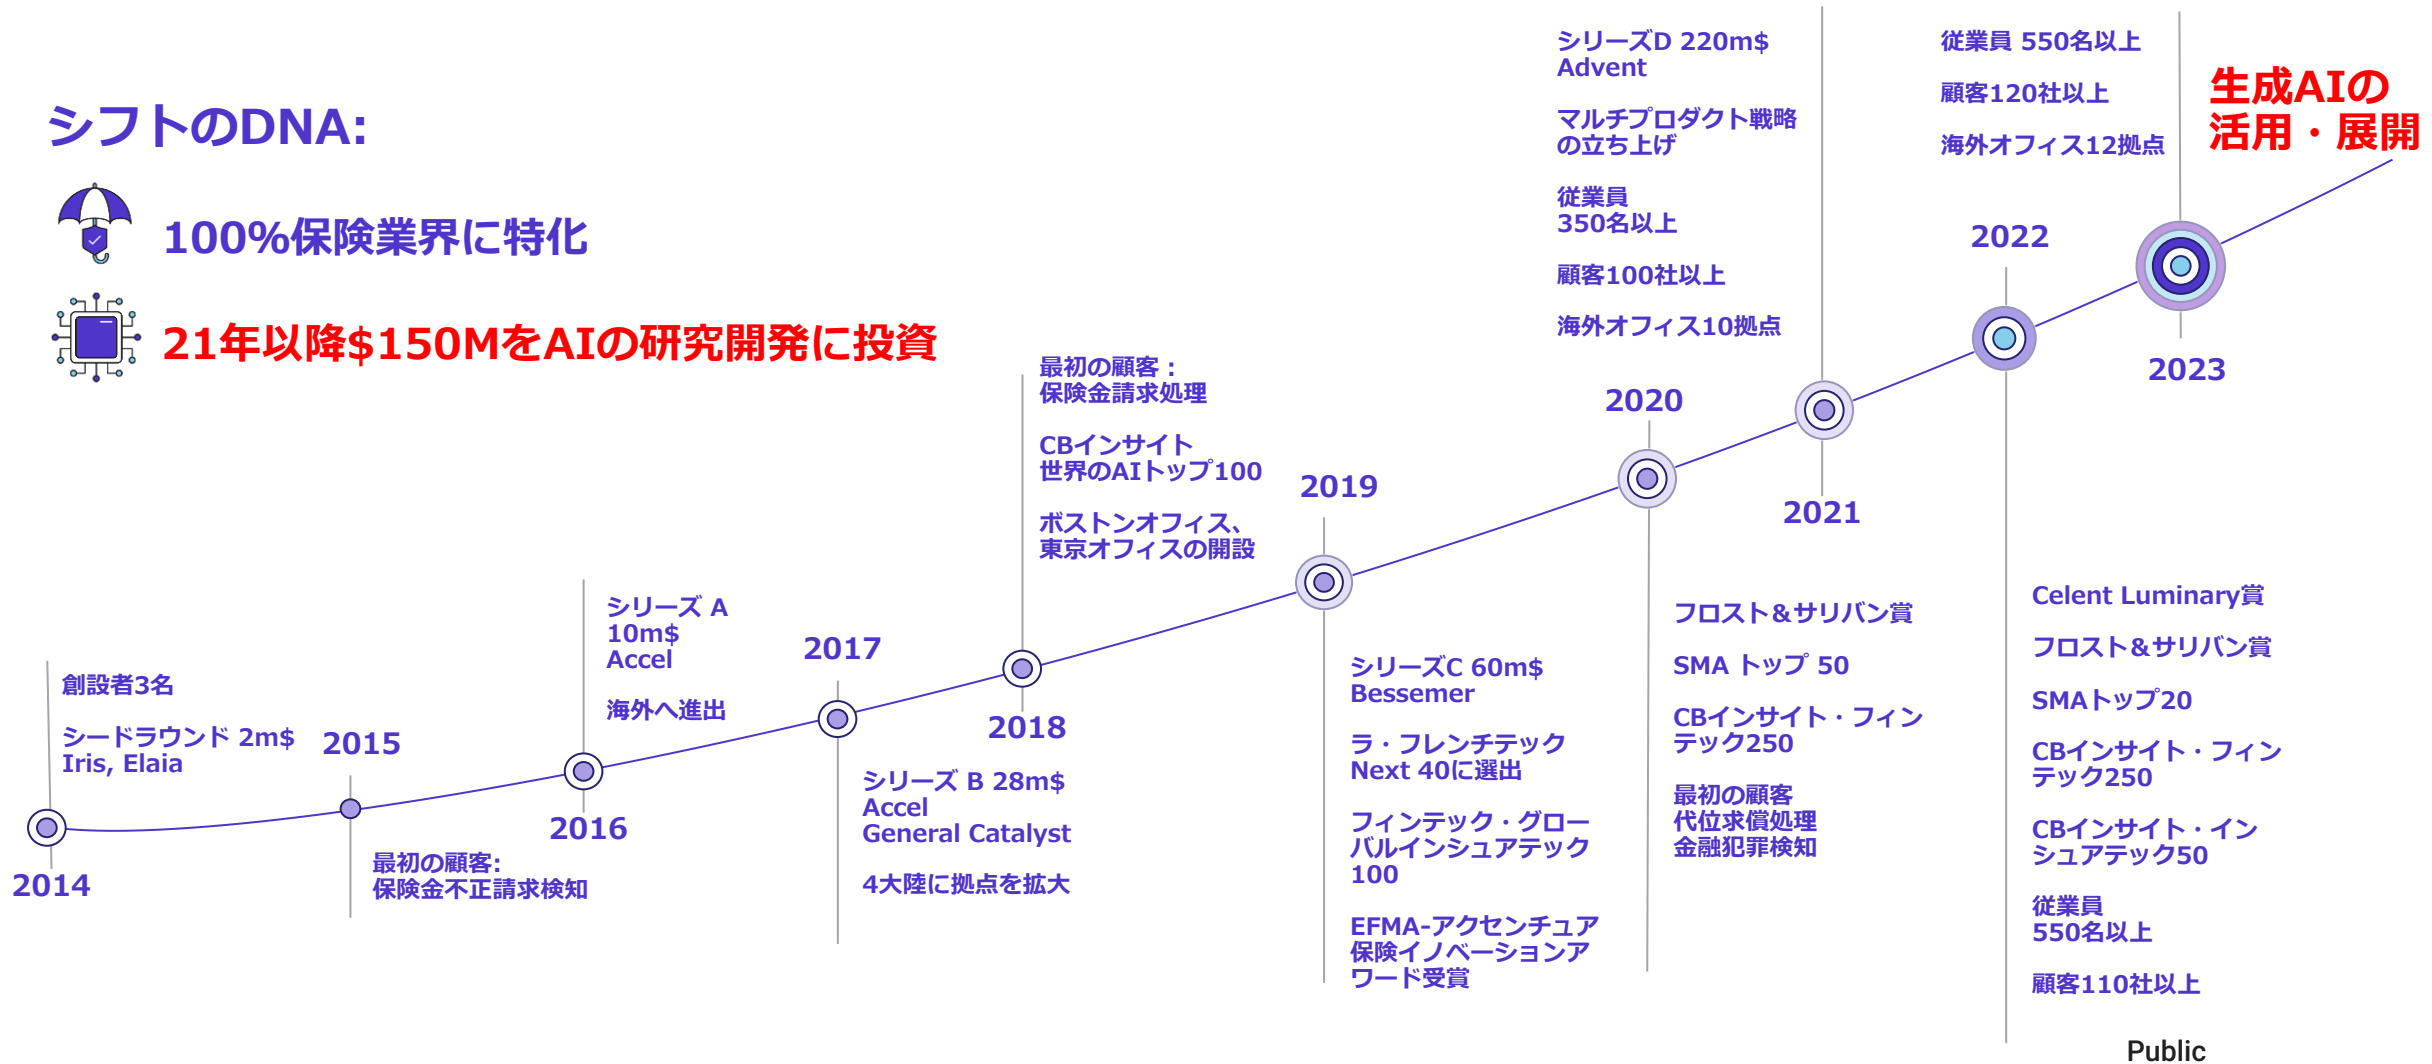 シフトのDNA:
100%保険業界に特化
21年以降$150MをAIの研究開発に投資
創設者3名
シードラウンド 2m$
Iris, Elaia
2014
2015
最初の顧客:
保険金不正請求検知
シリーズ A
10m$
Accel
海外へ進出
2016
2017
シリーズ B 28m$
Accel
General Catalyst
4大陸に拠点を拡大
最初の顧客：
保険金請求処理
CBインサイト
世界のAIトップ100
ボストンオフィス、
東京オフィスの開設
2018
2019
シリーズC 60m$
Bessemer
ラ・フレンチテック
Next 40に選出
フィンテック・グロー
バルインシュアテック
100
EFMA-アクセンチュア
保険イノベーションア
ワード受賞
2020
フロスト＆サリバン賞
SMA トップ 50
CBインサイト・フィン
テック250
最初の顧客
代位求償処理
金融犯罪検知
シリーズD 220m$
Advent
マルチプロダクト戦略
の立ち上げ
従業員
350名以上
顧客100社以上
海外オフィス10拠点
2021
2022
Celent Luminary賞
フロスト＆サリバン賞
SMAトップ20
CBインサイト・フィン
テック250
CBインサイト・イン
シュアテック50
従業員
550名以上
顧客110社以上
従業員 550名以上
顧客120社以上
海外オフィス12拠点
2023
生成AIの
活用・展開
Public